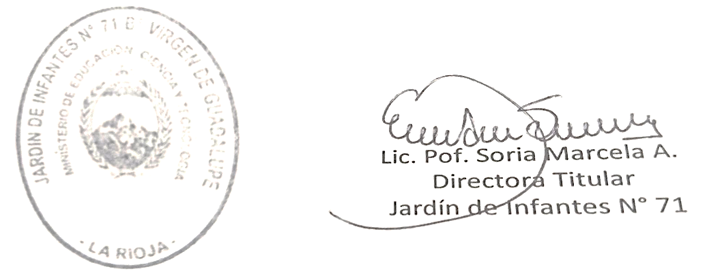 JARDIN DE INFANTES N° 71 B VIRGEN DE GUADALUPE
MINISTERIO DE EDUCACIÓN CIENCIA Y TECNOLOGIA
- LA RIOJA -
Lic. Pof. Soria Marcela A.
Directora Titular
Jardín de Infantes N° 71